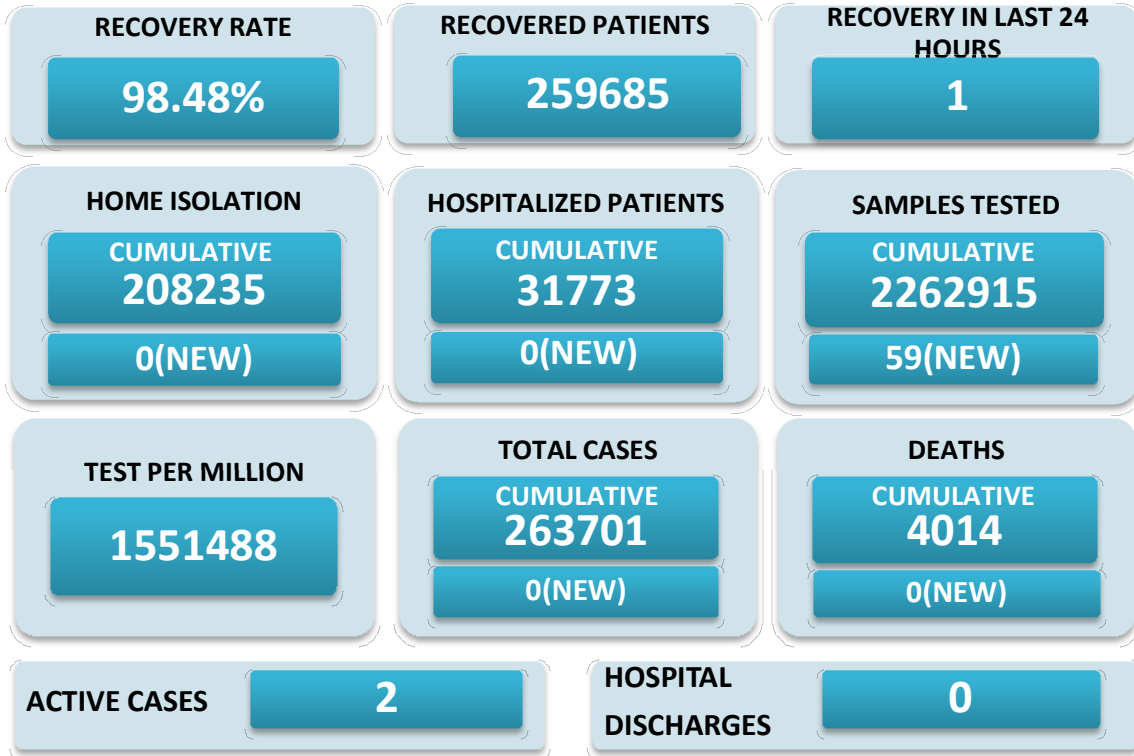 RECOVERY RATE
98.48%
RECOVERED PATIENTS
259685
RECOVERY IN LAST 24
HOURS
1
HOME ISOLATION
CUMULATIVE
208235
0(NEW)
HOSPITALIZED PATIENTS
CUMULATIVE
31773
0(NEW)
SAMPLES TESTED
CUMULATIVE
2262915
59(NEW)
TEST PER MILLION
1551488
TOTAL CASES
CUMULATIVE
263701
0(NEW)
DEATHS
CUMULATIVE
4014
0(NEW)
ACTIVE CASES
2
HOSPITAL
DISCHARGES
0